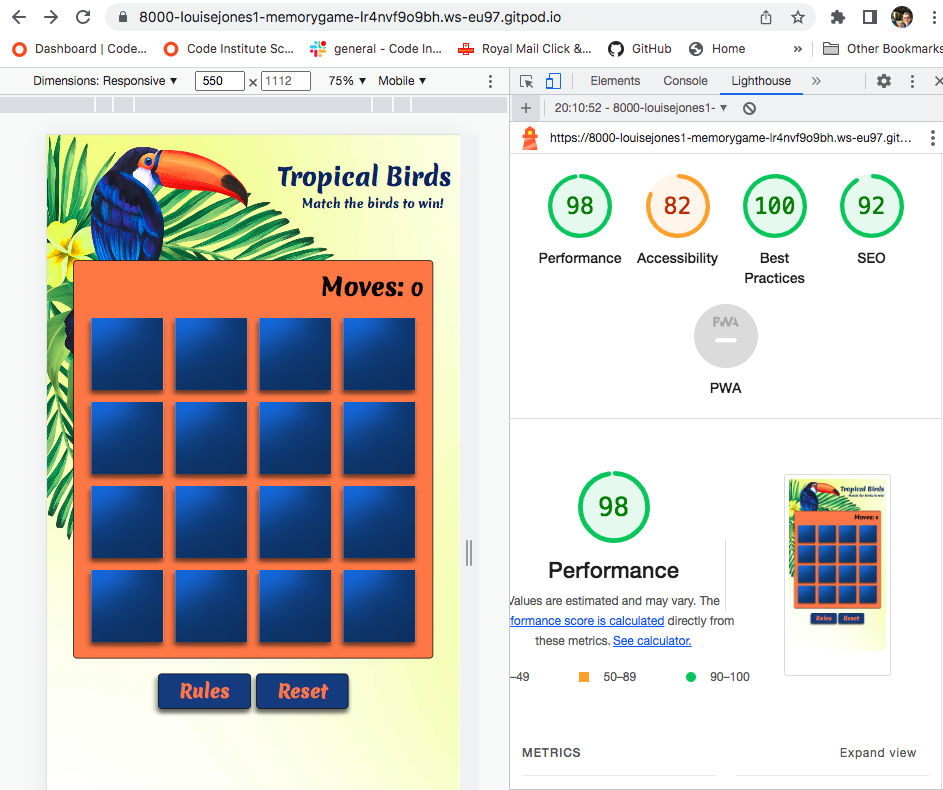 8000-louisejones1-memorygame-lr4nvf9o9bh.ws-eu97.gitpod.io
Dashboard | Code... Code Institute Sc... general - Code In... Royal Mail Click &... GitHub Home » Other Bookmarks
Dimensions: Responsive ▼ 550 × 1112 75% ▼ Mobile ▼
Elements Console Lighthouse »
20:10:52 - 8000-louisejones1- ▼
https://8000-louisejones1-memorygame-lr4nvf9o9bh.ws-eu97.git...
Tropical Birds
Match the birds to win!
Moves: 0
Rules Reset
98 82 100 92
Performance Accessibility Best Practices SEO
PWA
PWA
98
Performance
Values are estimated and may vary. The
formance score is calculated directly from
these metrics. See calculator.
–49 50–89 90–100
Tropical Birds
Match the birds to win!
Moves: 0
Rules Reset
METRICS Expand view